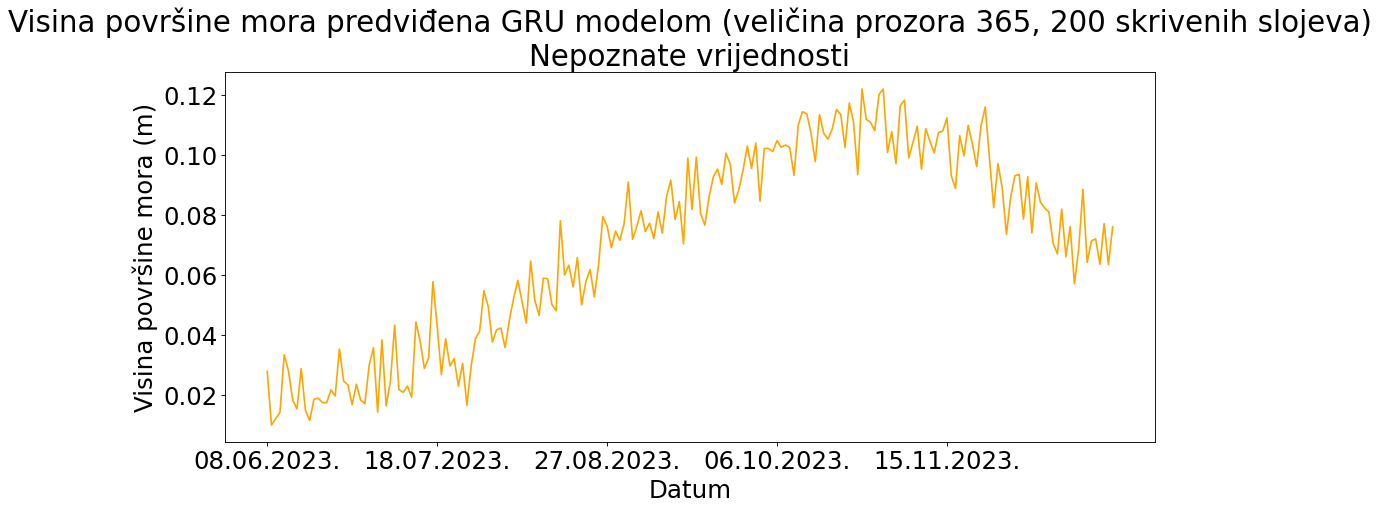 Visina površine mora predviđena GRU modelom (veličina prozora 365, 200 skrivenih slojeva)
Nepoznate vrijednosti
Visina površine mora (m)
0.12
0.10
0.08
0.06
0.04
0.02
08.06.2023. 18.07.2023. 27.08.2023. 06.10.2023. 15.11.2023.
Datum